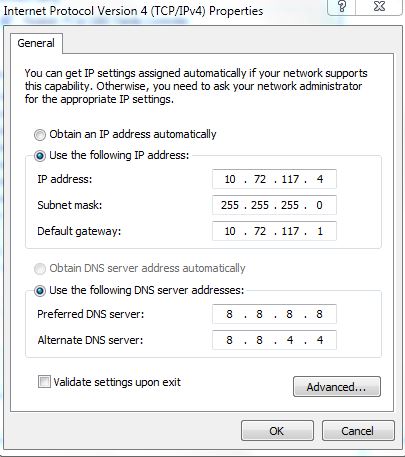 Internet Protocol Version 4 (TCP/IPv4) Properties
General
You can get IP settings assigned automatically if your network supports
this capability. Otherwise, you need to ask your network administrator
for the appropriate IP settings.
Obtain an IP address automatically
Use the following IP address:
IP address: 10 . 72 . 117 . 4
Subnet mask: 255 . 255 . 255 . 0
Default gateway: 10 . 72 . 117 . 1
Obtain DNS server address automatically
Use the following DNS server addresses:
Preferred DNS server: 8 . 8 . 8 . 8
Alternate DNS server: 8 . 8 . 4 . 4
Validate settings upon exit
Advanced...
OK Cancel